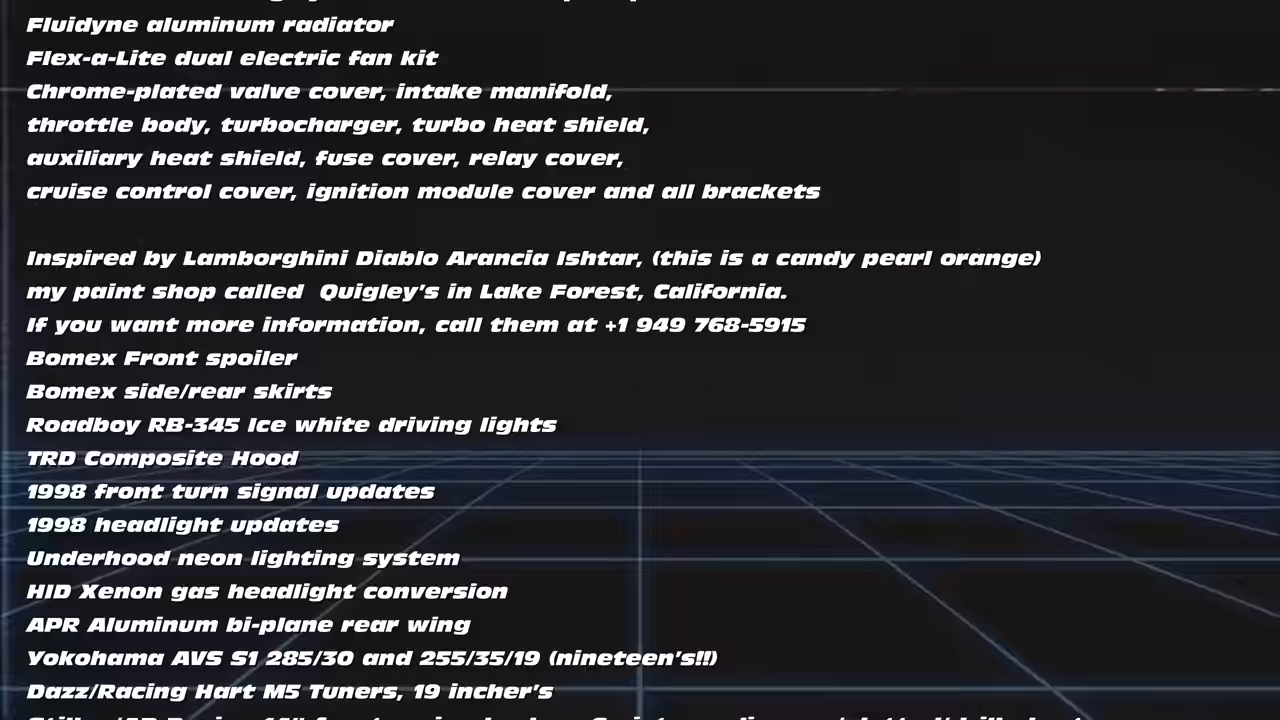 Fluidyne aluminum radiator
Flex-a-Lite dual electric fan kit
Chrome-plated valve cover, intake manifold,
throttle body, turbocharger, turbo heat shield,
auxiliary heat shield, fuse cover, relay cover,
cruise control cover, ignition module cover and all brackets
Inspired by Lamborghini Diablo Arancia Ishtar, (this is a candy pearl orange)
my paint shop called  Quigley's in Lake Forest, California.
If you want more information, call them at +1 949 768-5915
Bomex Front spoiler
Bomex side/rear skirts
Roadboy RB-345 Ice white driving lights
TRD Composite Hood
1998 front turn signal updates
1998 headlight updates
Underhood neon lighting system
HID Xenon gas headlight conversion
APR Aluminum bi-plane rear wing
Yokohama AVS S1 285/30 and 255/35/19 (nineteen's!!)
Dazz/Racing Hart M5 Tuners, 19 incher's